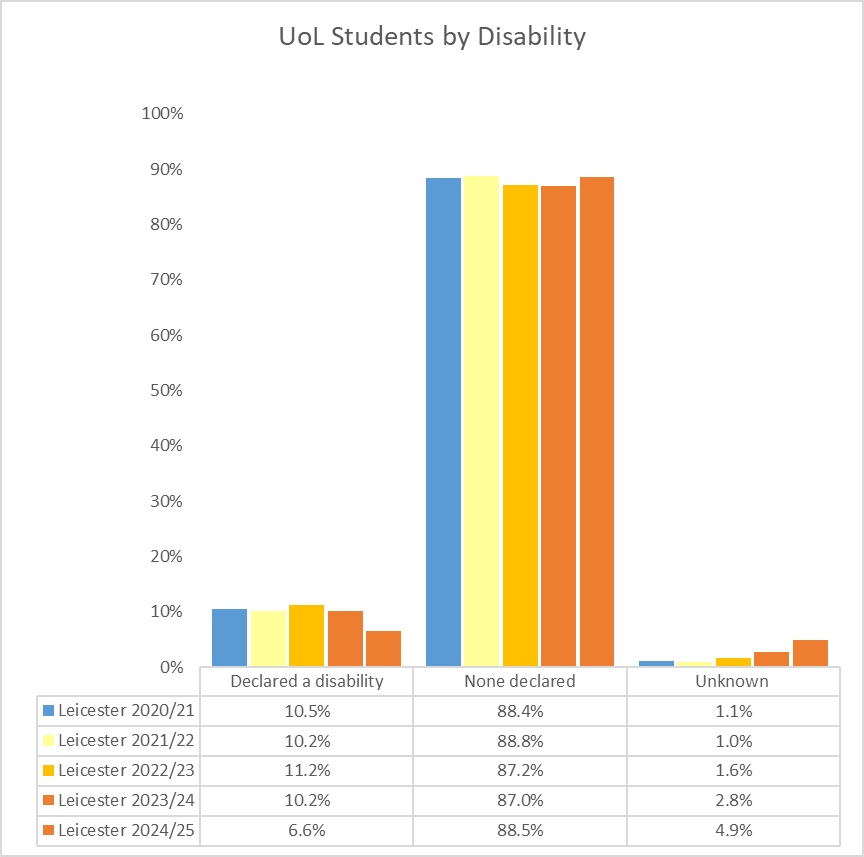 UoL Students by Disability
100%
90%
80%
70%
60%
50%
40%
30%
20%
10%
0%
Declared a disability None declared Unknown
Leicester 2020/21 10.5% 88.4% 1.1%
Leicester 2021/22 10.2% 88.8% 1.0%
Leicester 2022/23 11.2% 87.2% 1.6%
Leicester 2023/24 10.2% 87.0% 2.8%
Leicester 2024/25 6.6% 88.5% 4.9%